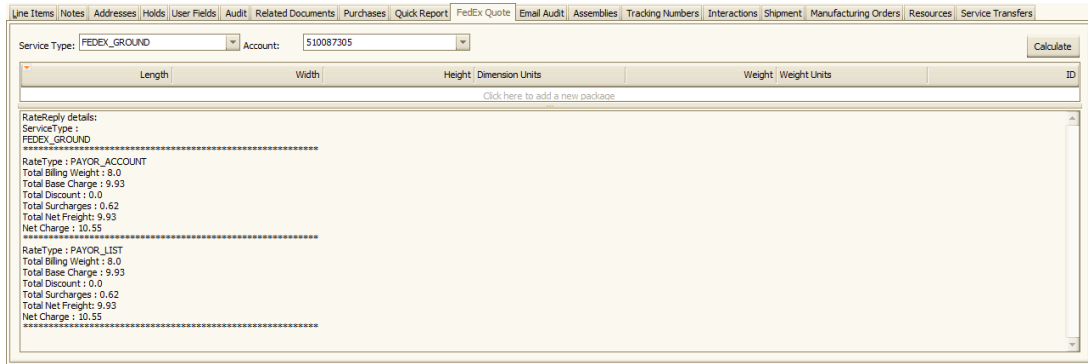 Line Items Notes Addresses Holds User Fields Audit Related Documents Purchases Quick Report FedEx Quote Email Audit Assemblies Tracking Numbers Interactions Shipment Manufacturing Orders Resources Service Transfers
Service Type: FEDEX_GROUND Account: 510087305 Calculate
Length Width Height Dimension Units Weight Weight Units ID
Click here to add a new package
RateReply details:
ServiceType :
FEDEX_GROUND
************************************************************
RateType : PAYOR_ACCOUNT
Total Billing Weight : 8.0
Total Base Charge : 9.93
Total Discount : 0.0
Total Surcharges : 0.62
Total Net Freight: 9.93
Net Charge : 10.55
************************************************************
RateType : PAYOR_LIST
Total Billing Weight : 8.0
Total Base Charge : 9.93
Total Discount : 0.0
Total Surcharges : 0.62
Total Net Freight: 9.93
Net Charge : 10.55
************************************************************